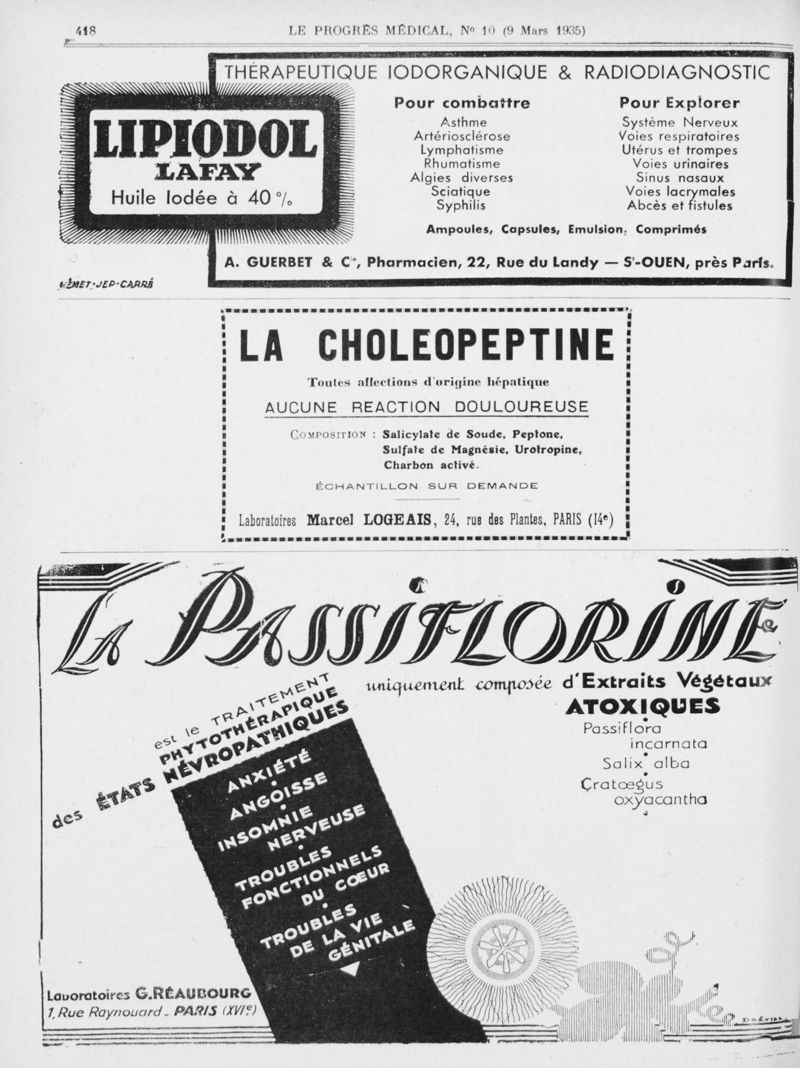 418
LE PROGRÈS MÉDICAL, Nº 10 (9 Mars 1935)
THÉRAPEUTIQUE IODORGANIQUE & RADIODIAGNOSTIC
LIPIODOL
LAFAY
Huile Iodée à 40 %
Pour combattre
Asthme
Artériosclérose
Lymphatisme
Rhumatisme
Algies diverses
Sciatique
Syphilis
Pour Explorer
Système Nerveux
Voies respiratoires
Utérus et trompes
Voies urinaires
Sinus nasaux
Voies lacrymales
Abcès et fistules
Ampoules, Capsules, Emulsion, Comprimés
A. GUERBET & Cie, Pharmacien, 22, Rue du Landy — St-OUEN, près Paris.
NÉMET-JEP-CARRÉ
LA CHOLEOPEPTINE
Toutes affections d'origine hépatique
AUCUNE REACTION DOULOUREUSE
COMPOSITION : Salicylate de Soude, Peptone,
Sulfate de Magnésie, Urotropine,
Charbon activé.
ÉCHANTILLON SUR DEMANDE
Laboratoires Marcel LOGEAIS, 24, rue des Plantes, PARIS (14e)
LA PASSIFLORINE
uniquement composée d'Extraits Végétaux
ATOXIQUES
Passiflora
incarnata
Salix alba
Cratœgus
oxyacantha
est le TRAITEMENT
PHYTOTHÉRAPIQUE
des ÉTATS NÉVROPATHIQUES
ANXIÉTÉ
ANGOISSE
INSOMNIE
NERVEUSE
TROUBLES
FONCTIONNELS
DU CŒUR
TROUBLES
DE LA VIE
GÉNITALE
Laboratoires G.RÉAUBOURG
1, Rue Raynouard - PARIS (XVIe)